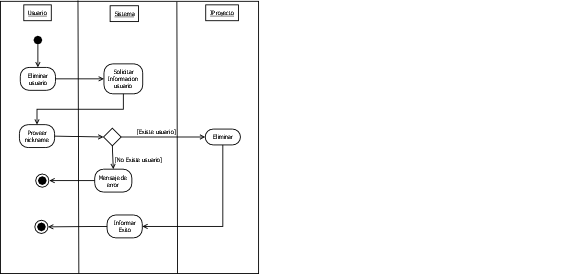 Usuario
Sistema
IProyecto
Eliminar
usuario
Solicitar
Informacion
usuario
Proveer
nickname
[Existe usuario]
Eliminar
[No Existe usuario]
Mensaje de
error
Informar
Exito